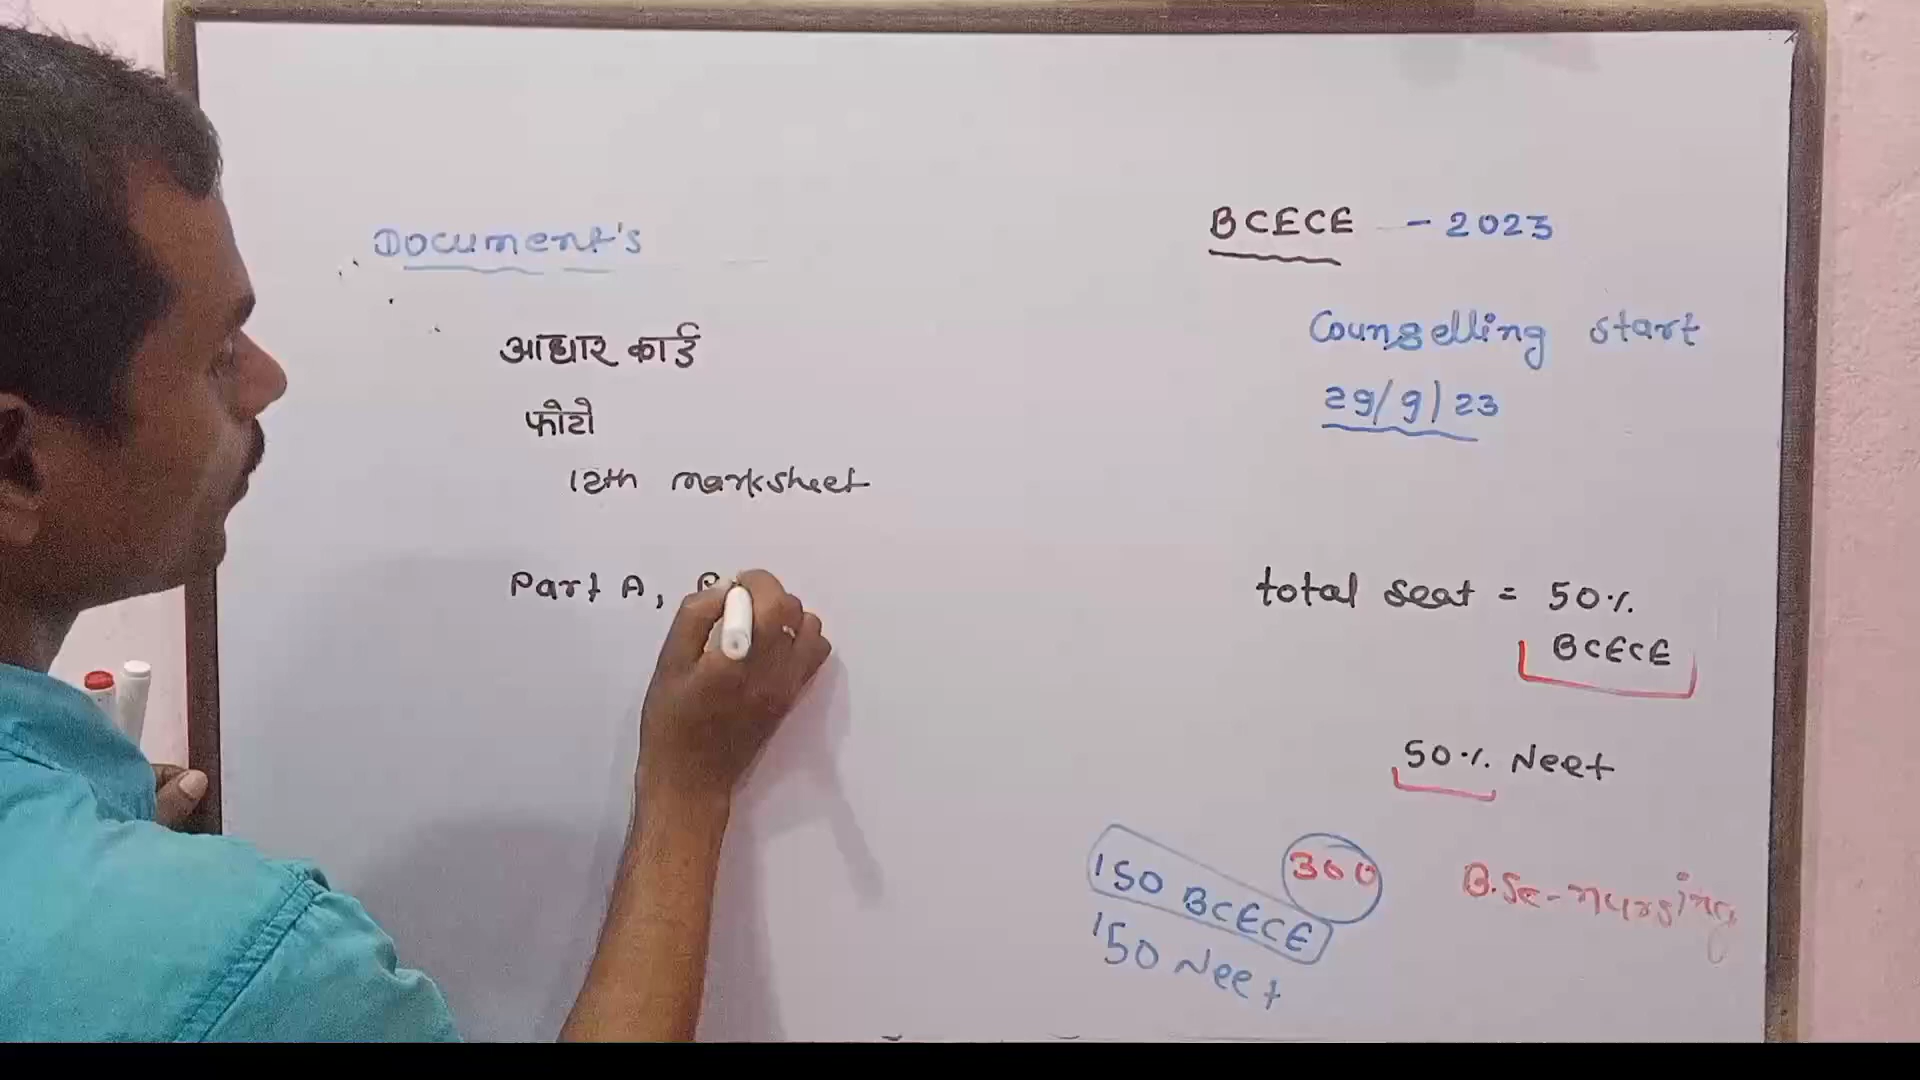 Document's
आधार कार्ड
फोटो
12th marksheet
Part A,
BCECE - 2023
Counselling start
29/9/23
total seat = 50%
BCECE
50% Neet
300
B.Sc-nursing
150 BCECE
150 Neet